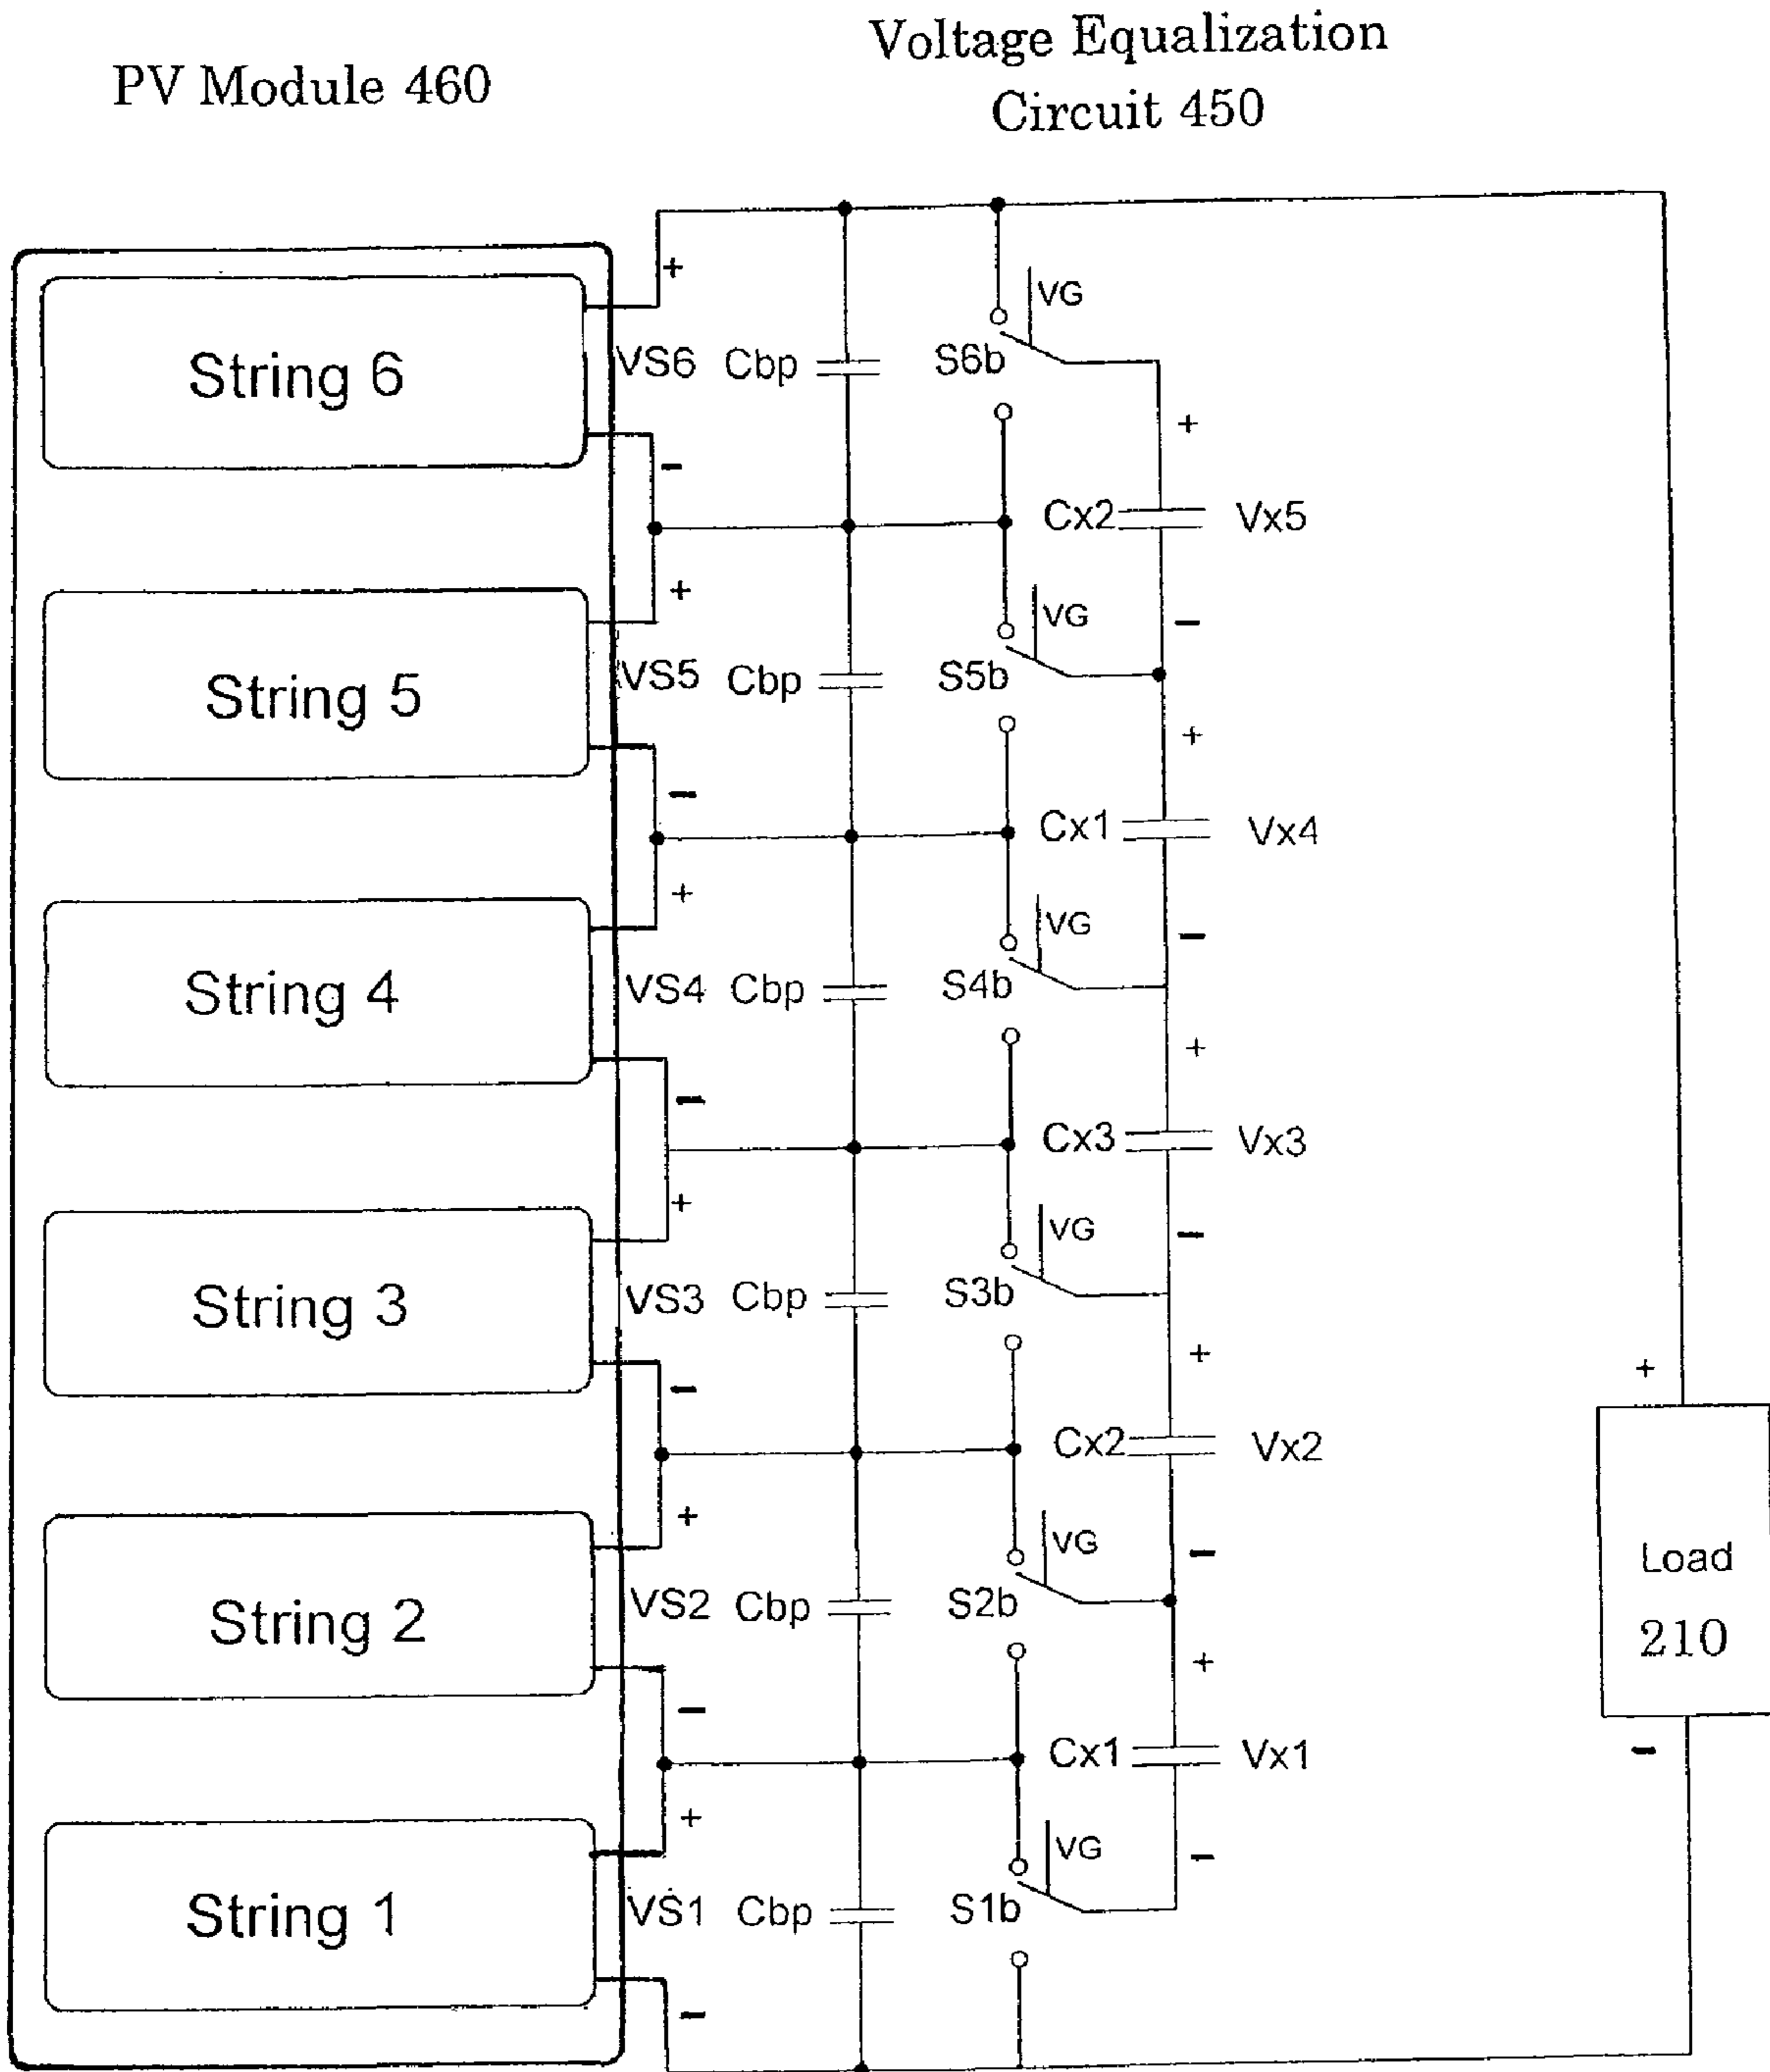 PV Module 460
Voltage Equalization
Circuit 450
+
VG
String 6
VS6 Cbp
S6b
+
-
Cx2
Vx5
+
VG
-
String 5
VS5 Cbp
S5b
+
-
Cx1
Vx4
+
VG
-
String 4
VS4 Cbp
S4b
+
-
Cx3
Vx3
+
VG
-
String 3
VS3 Cbp
S3b
+
+
-
Cx2
Vx2
+
VG
-
Load
210
-
String 2
VS2 Cbp
S2b
+
-
Cx1
Vx1
+
VG
-
String 1
VS1 Cbp
S1b
-